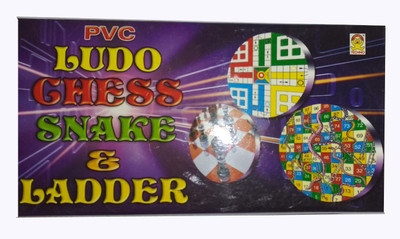 PVC
LUDO
CHESS
SNAKE
&
LADDER